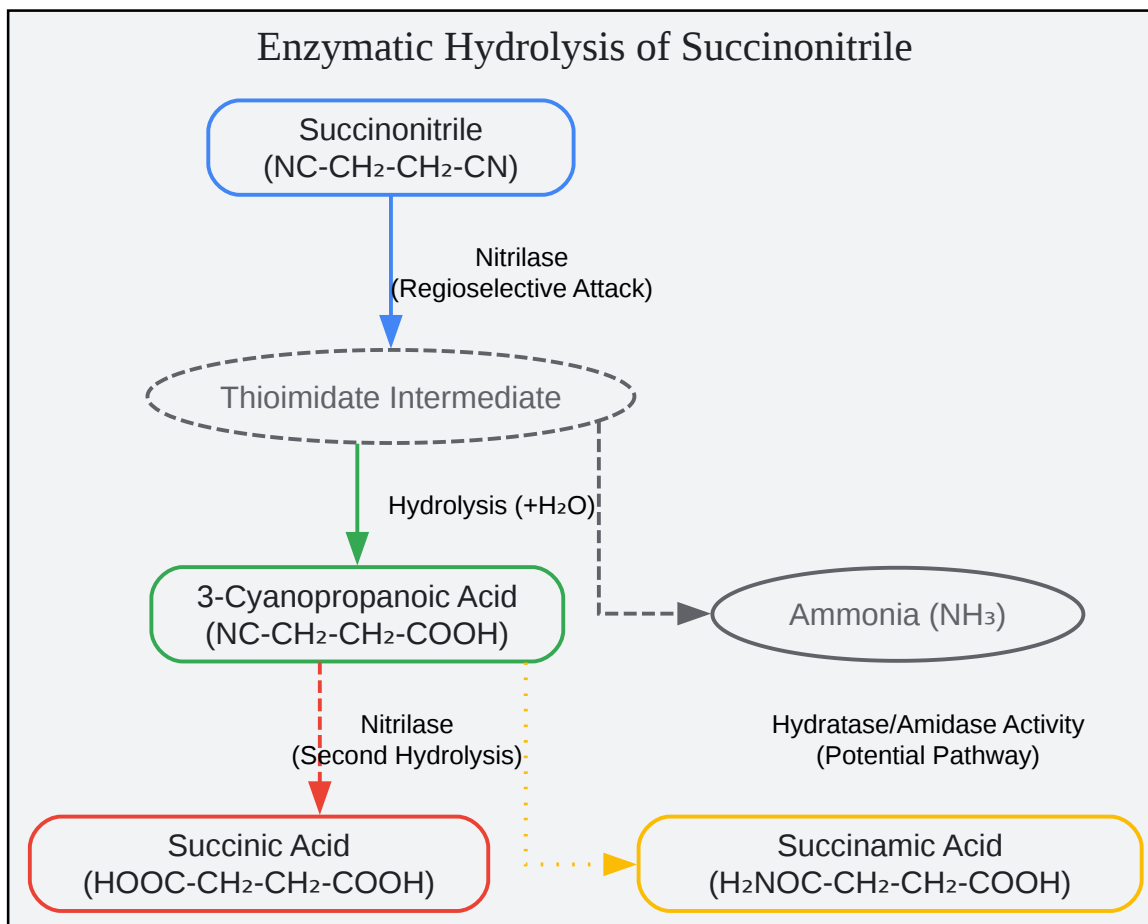 Enzymatic Hydrolysis of Succinonitrile
Succinonitrile
(NC-CH₂-CH₂-CN)
Nitrilase
(Regioselective Attack)
Thioimidate Intermediate
Hydrolysis (+H₂O)
3-Cyanopropanoic Acid
(NC-CH₂-CH₂-COOH)
Ammonia (NH₃)
Nitrilase
(Second Hydrolysis)
Hydratase/Amidase Activity
(Potential Pathway)
Succinic Acid
(HOOC-CH₂-CH₂-COOH)
Succinamic Acid
(H₂NOC-CH₂-CH₂-COOH)